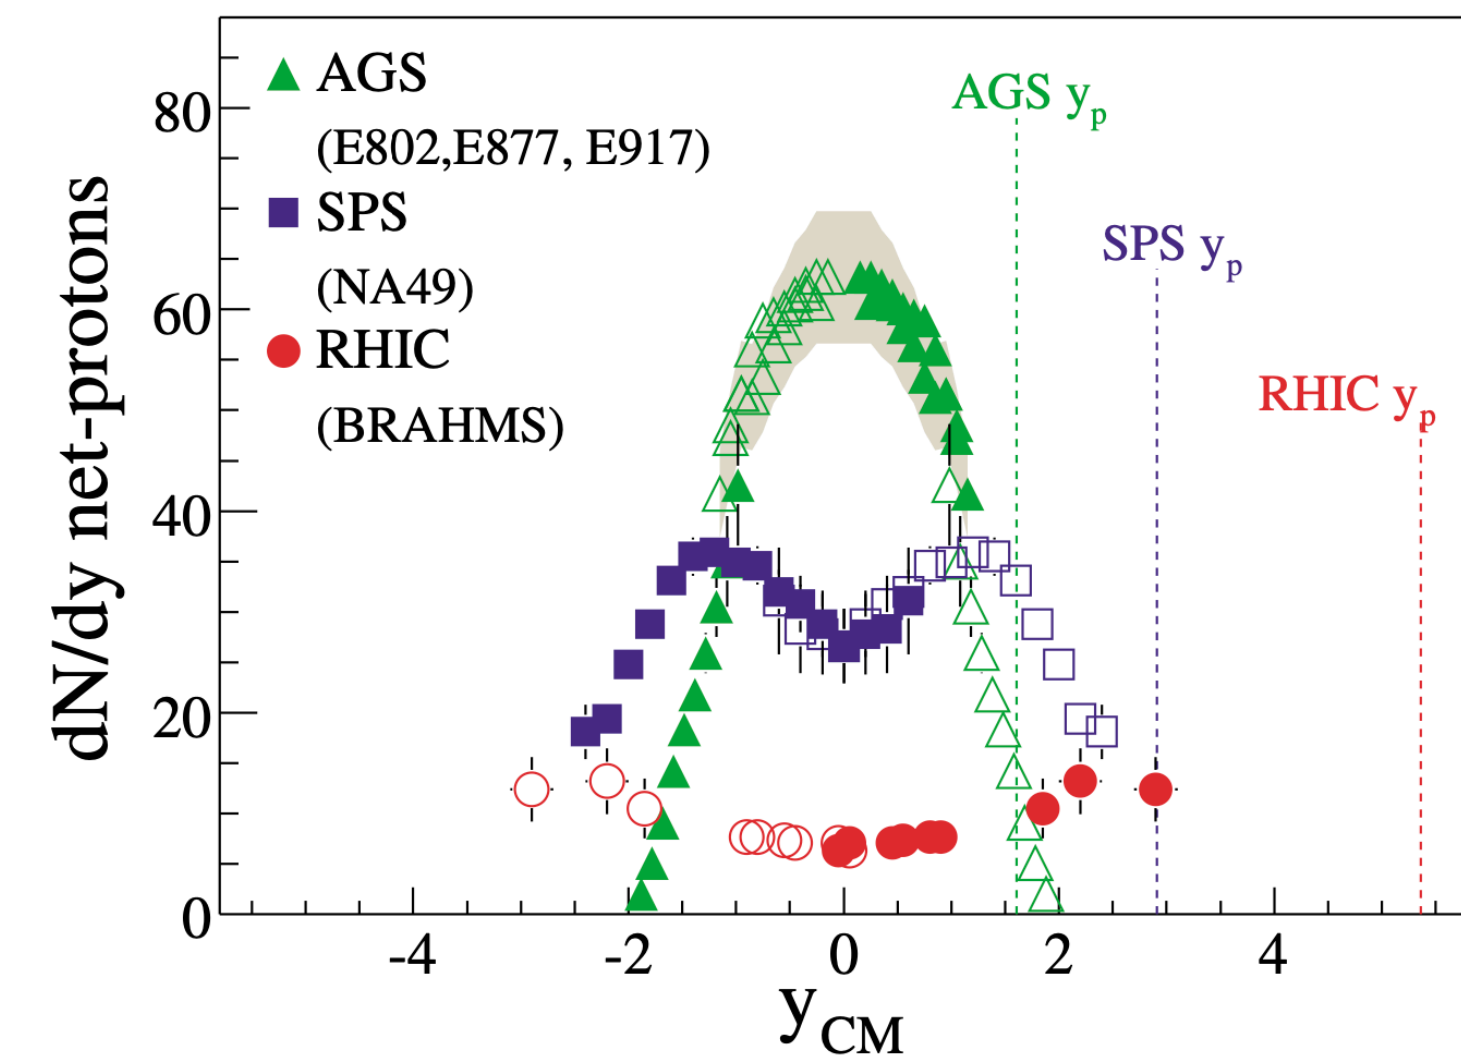 AGS
(E802,E877, E917)
SPS
(NA49)
RHIC
(BRAHMS)
AGS yp
SPS yp
RHIC yp
dN/dy net-protons
80
60
40
20
0
-4 -2 0 2 4
yCM